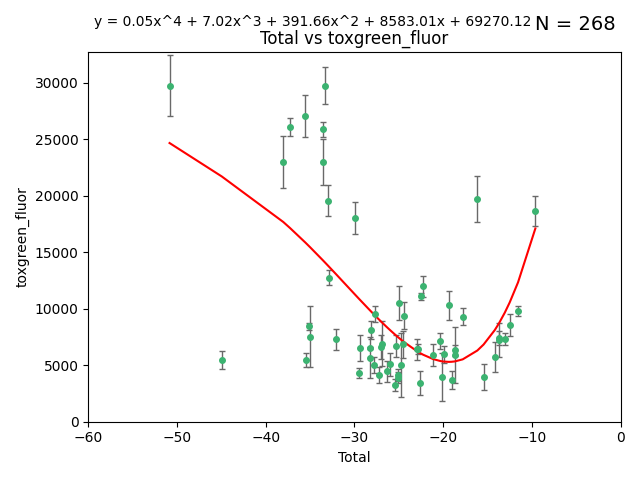 y = 0.05x^4 + 7.02x^3 + 391.66x^2 + 8583.01x + 69270.12 N = 268
Total vs toxgreen_fluor
30000
25000
20000
15000
10000
5000
0
toxgreen_fluor
−60 −50 −40 −30 −20 −10 0
Total